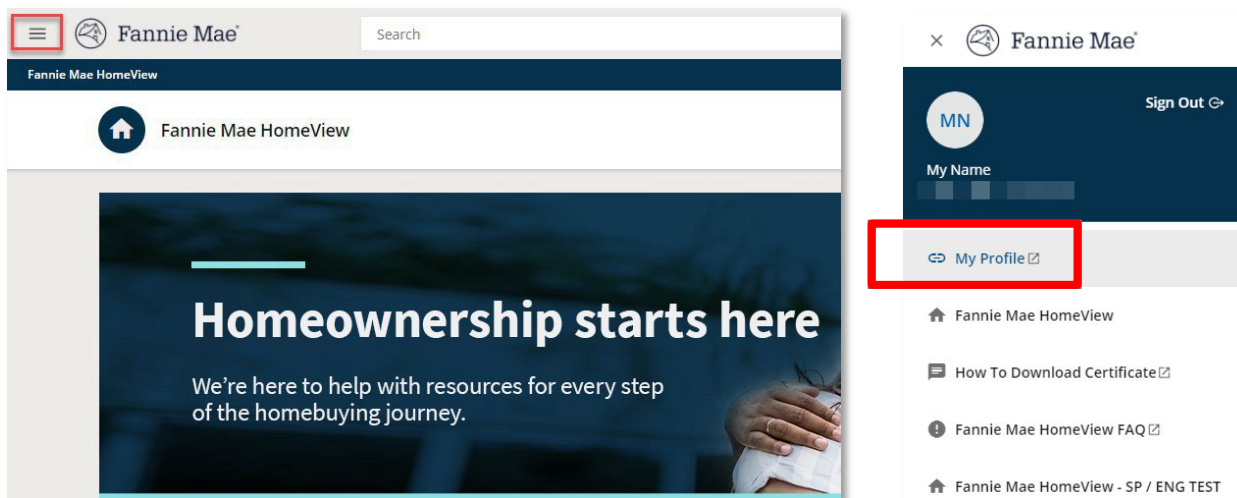 Fannie Mae®
Search
Fannie Mae HomeView
Fannie Mae HomeView
Homeownership starts here
We're here to help with resources for every step
of the homebuying journey.
Fannie Mae®
Sign Out
MN
My Name
My Profile
Fannie Mae HomeView
How To Download Certificate
Fannie Mae HomeView FAQ
Fannie Mae HomeView - SP / ENG TEST